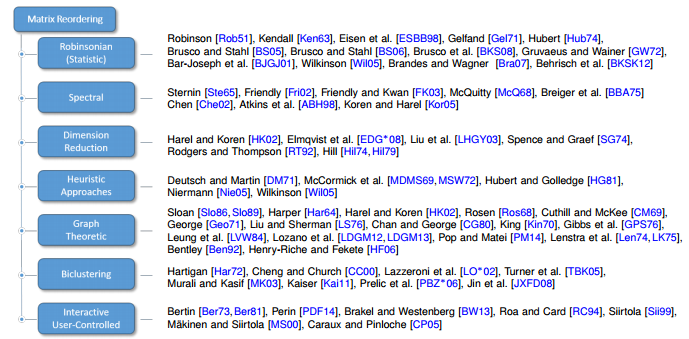 Matrix Reordering
Robinsonian
(Statistic)
Robinson [Rob51], Kendall [Ken63], Eisen et al. [ESBB98], Gelfand [Gel71], Hubert [Hub74],
Brusco and Stahl [BS05], Brusco and Stahl [BS06], Brusco et al. [BKS08], Gruvaeus and Wainer [GW72],
Bar-Joseph et al. [BJGJ01], Wilkinson [Wil05], Brandes and Wagner [Bra07], Behrisch et al. [BKSK12]
Spectral
Sternin [Ste65], Friendly [Fri02], Friendly and Kwan [FK03], McQuitty [McQ68], Breiger et al. [BBA75]
Chen [Che02], Atkins et al. [ABH98], Koren and Harel [Kor05]
Dimension
Reduction
Harel and Koren [HK02], Elmqvist et al. [EDG*08], Liu et al. [LHGY03], Spence and Graef [SG74],
Rodgers and Thompson [RT92], Hill [Hil74, Hil79]
Heuristic
Approaches
Deutsch and Martin [DM71], McCormick et al. [MDMS69, MSW72], Hubert and Golledge [HG81],
Niermann [Nie05], Wilkinson [Wil05]
Graph
Theoretic
Sloan [Slo86, Slo89], Harper [Har64], Harel and Koren [HK02], Rosen [Ros68], Cuthill and McKee [CM69],
George [Geo71], Liu and Sherman [LS76], Chan and George [CG80], King [Kin70], Gibbs et al. [GPS76],
Leung et al. [LVW84], Lozano et al. [LDGM12, LDGM13], Pop and Matei [PM14], Lenstra et al. [Len74, LK75],
Bentley [Ben92], Henry-Riche and Fekete [HF06]
Biclustering
Hartigan [Har72], Cheng and Church [CC00], Lazzeroni et al. [LO*02], Turner et al. [TBK05],
Murali and Kasif [MK03], Kaiser [Kai11], Prelic et al. [PBZ*06], Jin et al. [JXFD08]
Interactive
User-Controlled
Bertin [Ber73, Ber81], Perin [PDF14], Brakel and Westenberg [BW13], Roa and Card [RC94], Siirtola [Sii99],
Mäkinen and Siirtola [MS00], Caraux and Pinloche [CP05]